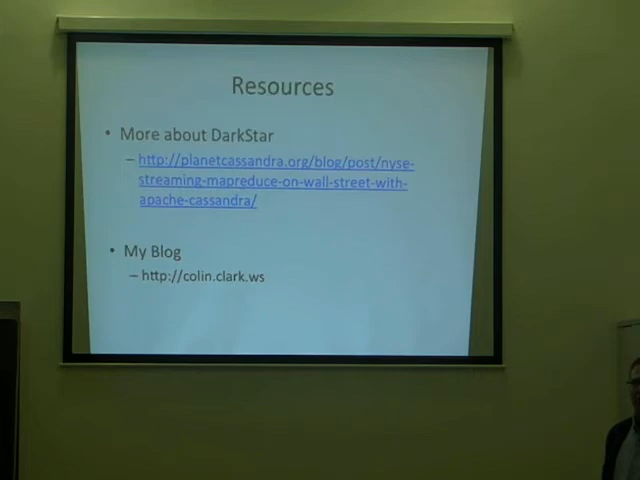 Resources
• More about DarkStar
– http://planetcassandra.org/blog/post/nyse-
streaming-mapreduce-on-wall-street-with-
apache-cassandra/
• My Blog
– http://colin.clark.ws